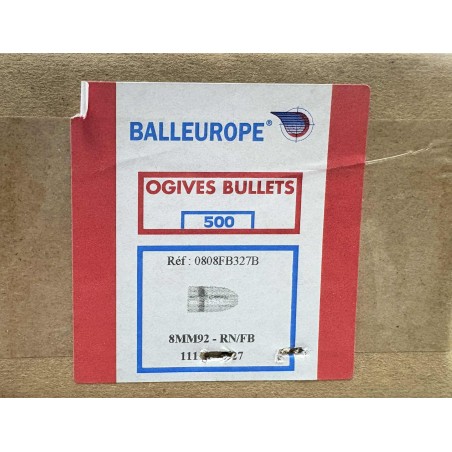 BALLEUROPE®
OGIVES BULLETS
500
Réf : 0808FB327B
8MM92 - RN/FB